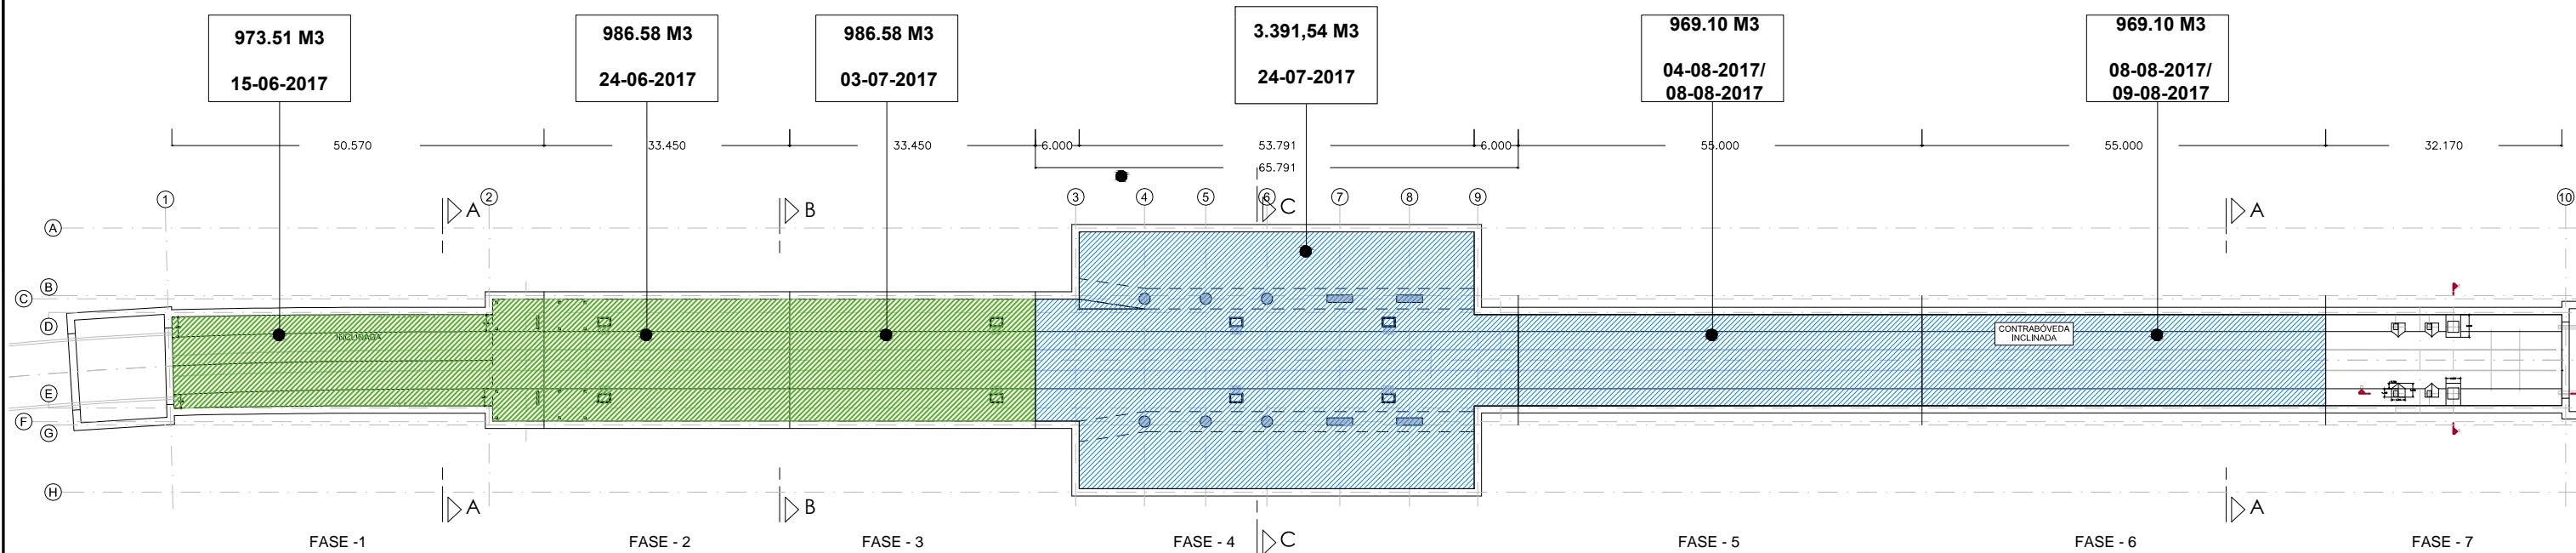 973.51 M3
15-06-2017
986.58 M3
24-06-2017
986.58 M3
03-07-2017
3.391,54 M3
24-07-2017
969.10 M3
04-08-2017/
08-08-2017
969.10 M3
08-08-2017/
09-08-2017
50.570
33.450
33.450
6.000
53.791
6.000
55.000
55.000
32.170
65.791
1
2
3
4
5
6
7
8
9
10
A
B
C
A
A
B
C
D
E
F
G
H
INCLINADA
CONTRABÓVEDA
INCLINADA
A
B
C
A
FASE -1
FASE - 2
FASE - 3
FASE - 4
FASE - 5
FASE - 6
FASE - 7